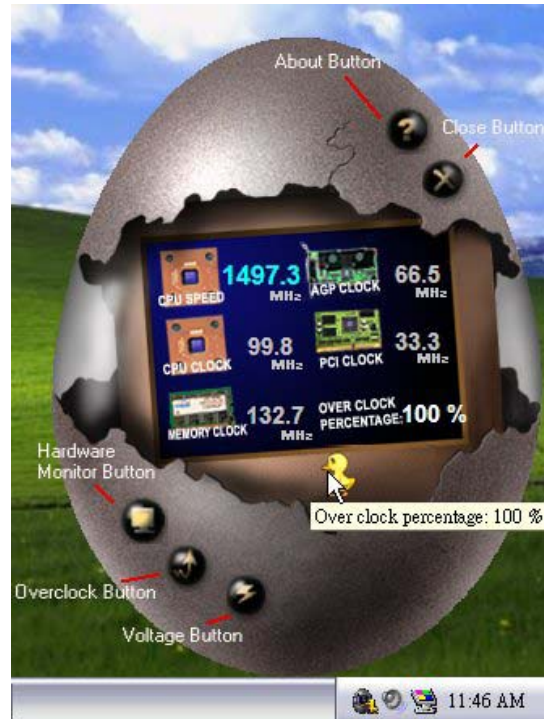 About Button
Close Button
CPU SPEED 1497.3 MHz
AGP CLOCK 66.5 MHz
CPU CLOCK 99.8 MHz
PCI CLOCK 33.3 MHz
MEMORY CLOCK 132.7 MHz
OVER CLOCK
PERCENTAGE: 100 %
Hardware
Monitor Button
Over clock percentage: 100 %
Overclock Button
Voltage Button
11:46 AM